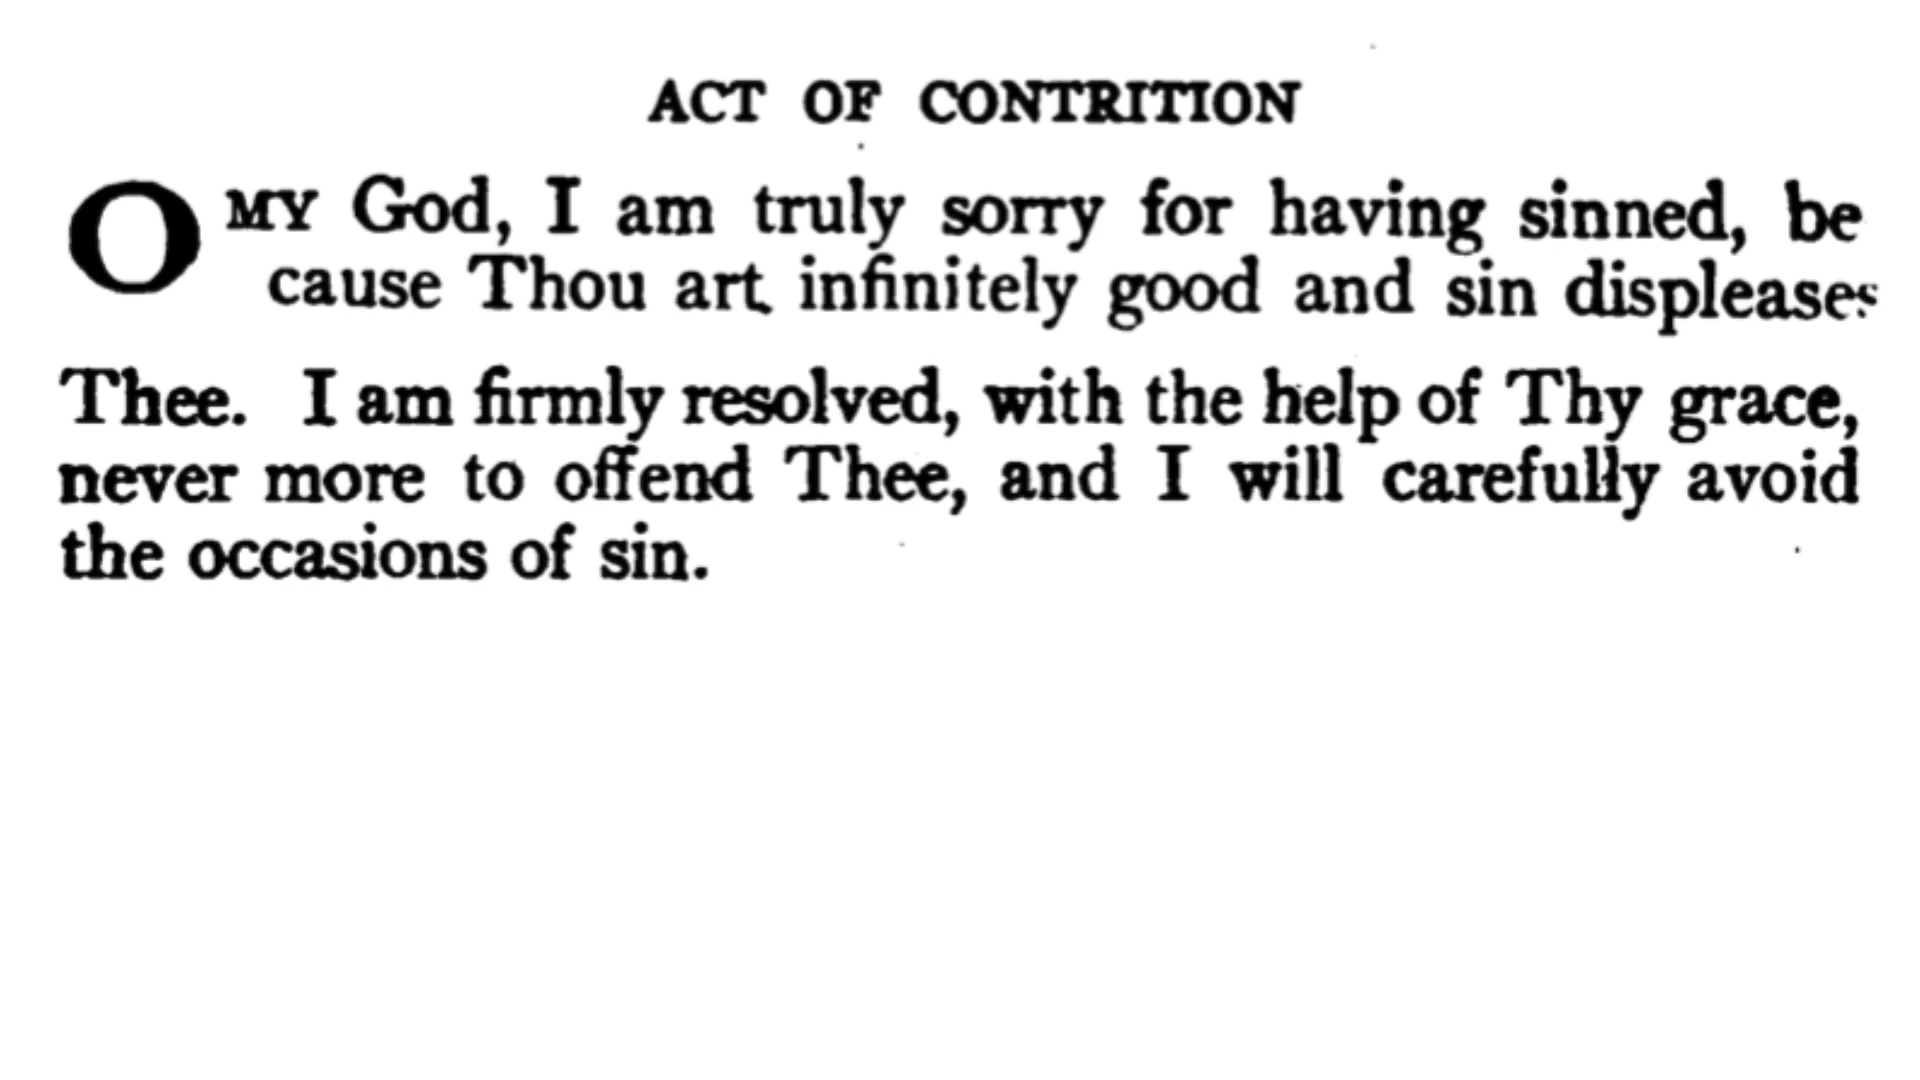 ACT OF CONTRITION
O MY God, I am truly sorry for having sinned, be
cause Thou art infinitely good and sin displeases
Thee. I am firmly resolved, with the help of Thy grace,
never more to offend Thee, and I will carefully avoid
the occasions of sin.